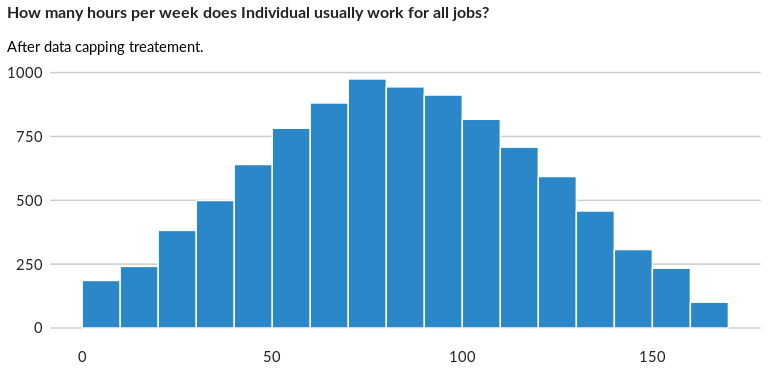 How many hours per week does Individual usually work for all jobs?
After data capping treatement.
1000
750
500
250
0
0 50 100 150